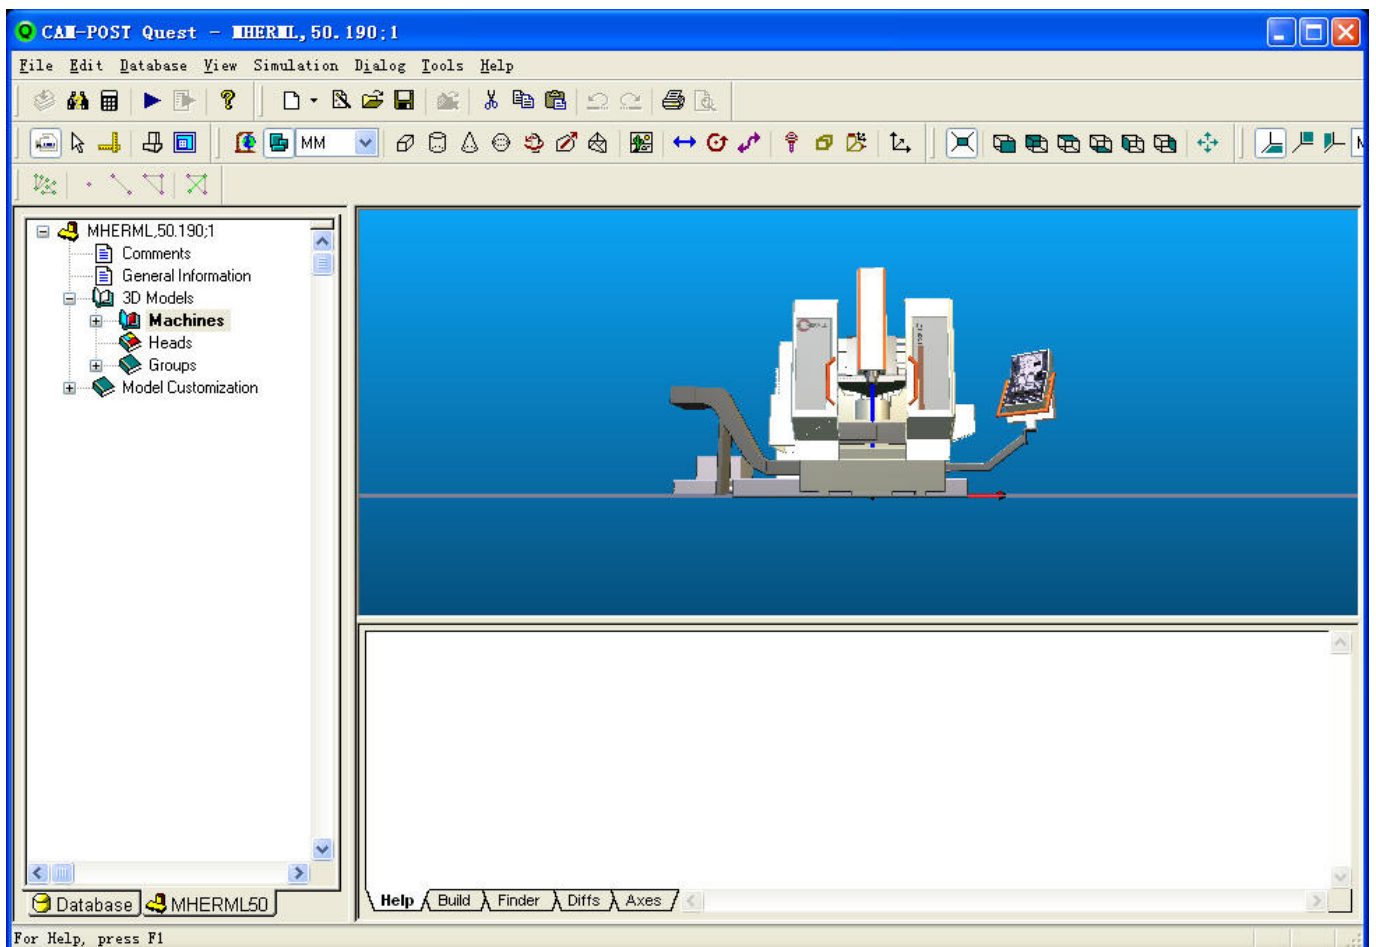 CAM-POST Quest - MHERML,50.190;1
File Edit Database View Simulation Dialog Tools Help
MM
MHERML,50.190;1
Comments
General Information
3D Models
Machines
Heads
Groups
Model Customization
Database MHERML50
Help Build Finder Diffs Axes
For Help, press F1